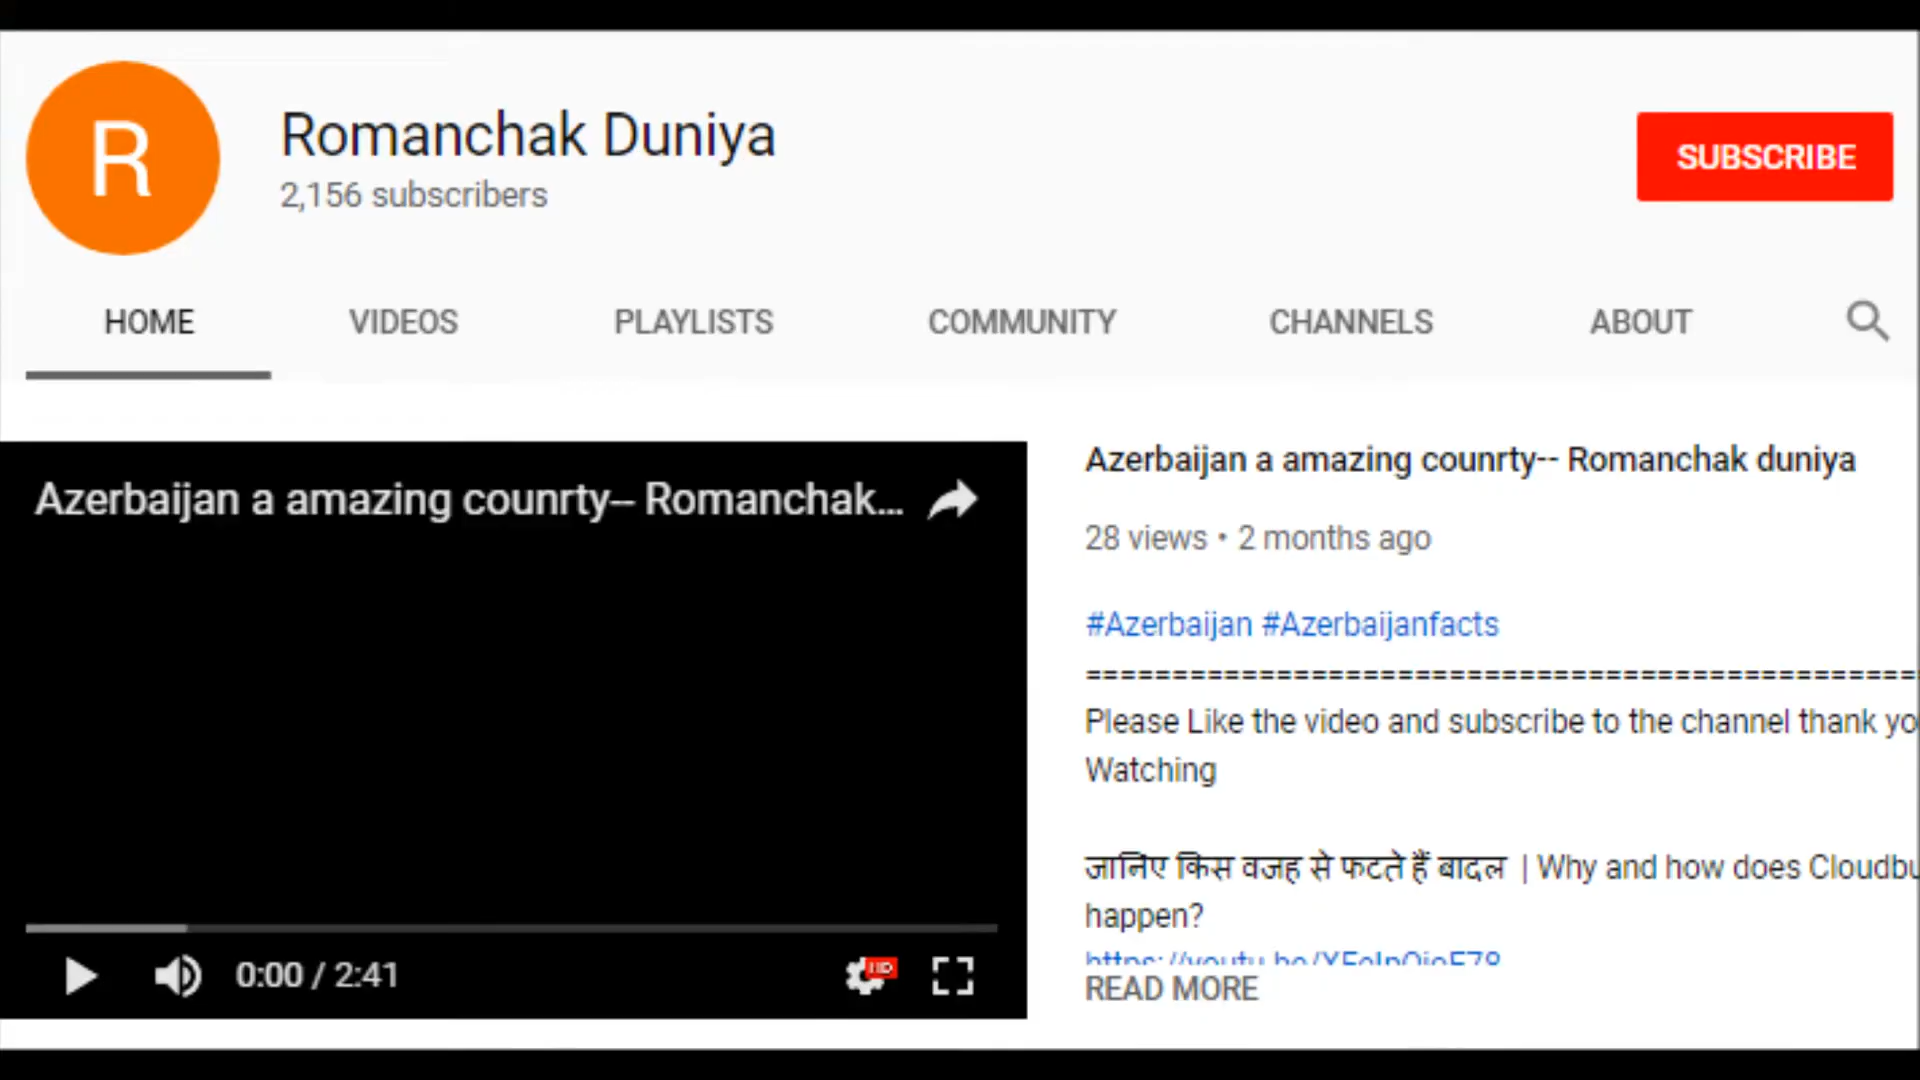 R
Romanchak Duniya
2,156 subscribers
SUBSCRIBE
HOME VIDEOS PLAYLISTS COMMUNITY CHANNELS ABOUT
Azerbaijan a amazing counrty-- Romanchak...
0:00 / 2:41
HD
Azerbaijan a amazing counrty-- Romanchak duniya
28 views • 2 months ago
#Azerbaijan #Azerbaijanfacts
================================================
Please Like the video and subscribe to the channel thank yo
Watching
जानिए किस वजह से फटते हैं बादल | Why and how does Cloudbu
happen?
READ MORE